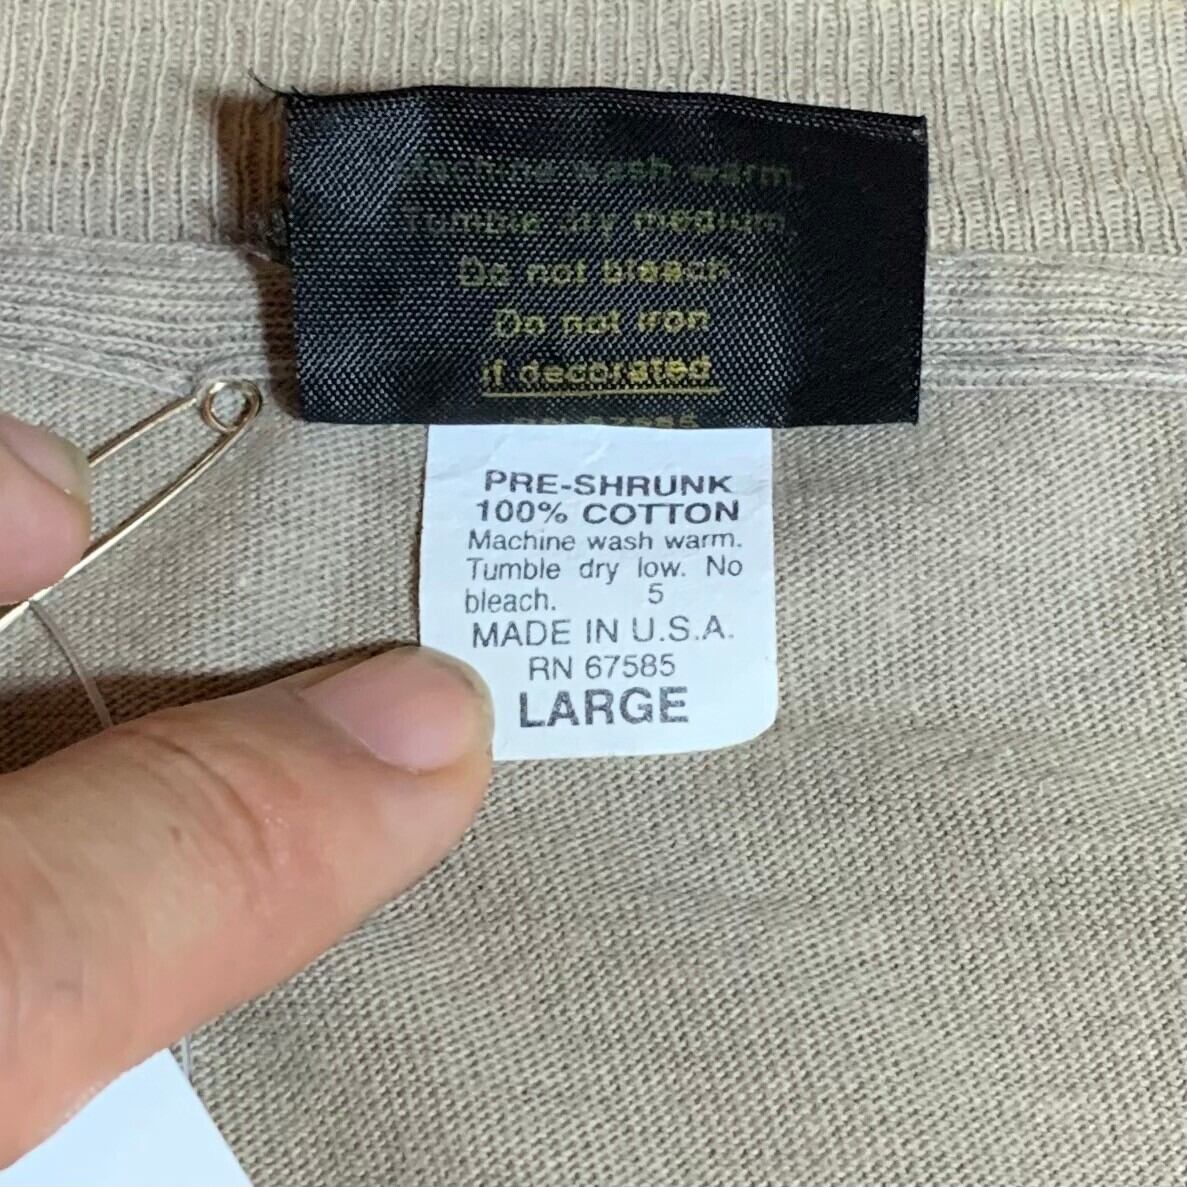 Machine wash warm.
Tumble dry medium.
Do not bleach
Do not iron
if decorated
PRE-SHRUNK
100% COTTON
Machine wash warm.
Tumble dry low. No
bleach. 5
MADE IN U.S.A.
RN 67585
LARGE